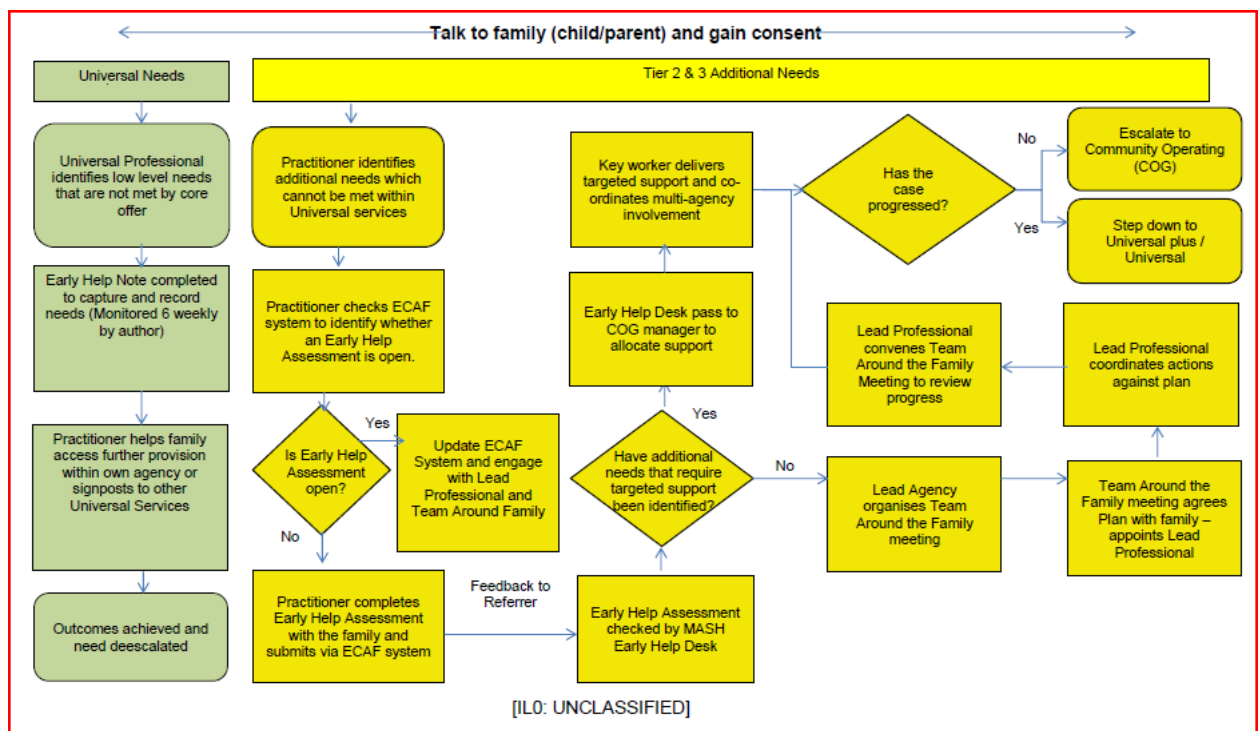 Talk to family (child/parent) and gain consent
Universal Needs
Tier 2 & 3 Additional Needs
Universal Professional
identifies low level needs
that are not met by core
offer
Early Help Note completed
to capture and record
needs (Monitored 6 weekly
by author)
Practitioner helps family
access further provision
within own agency or
signposts to other
Universal Services
Outcomes achieved and
need deescalated
Practitioner identifies
additional needs which
cannot be met within
Universal services
Practitioner checks ECAF
system to identify whether
an Early Help
Assessment is open.
Is Early Help
Assessment
open?
Yes
Update ECAF
System and engage
with Lead
Professional and
Team Around Family
No
Practitioner completes
Early Help Assessment
with the family and
submits via ECAF system
Feedback to
Referrer
Early Help Assessment
checked by MASH
Early Help Desk
Have additional
needs that require
targeted support
been identified?
Yes
Early Help Desk pass to
COG manager to
allocate support
Key worker delivers
targeted support and co-
ordinates multi-agency
involvement
No
Lead Agency
organises Team
Around the Family
meeting
Team Around the
Family meeting agrees
Plan with family –
appoints Lead
Professional
Lead Professional
coordinates actions
against plan
Lead Professional
convenes Team
Around the Family
Meeting to review
progress
Has the
case
progressed?
No
Escalate to
Community Operating
(COG)
Yes
Step down to
Universal plus /
Universal
[IL0: UNCLASSIFIED]